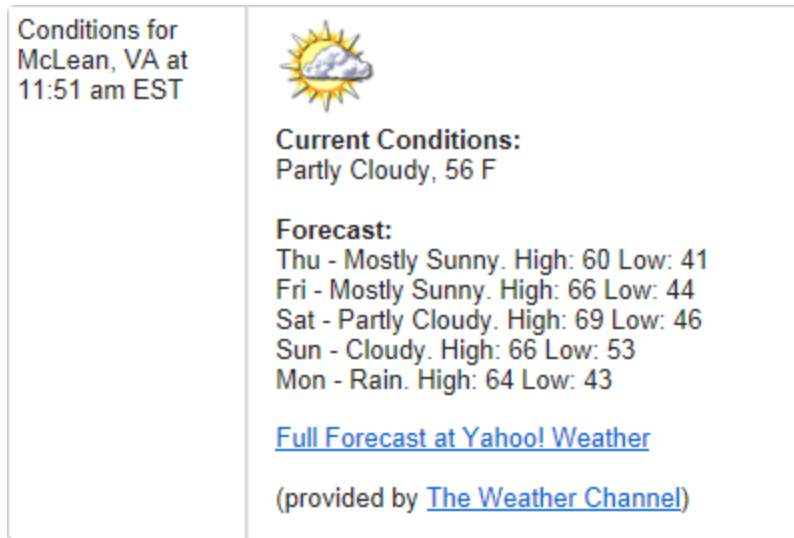 Conditions for
McLean, VA at
11:51 am EST
Current Conditions:
Partly Cloudy, 56 F
Forecast:
Thu - Mostly Sunny. High: 60 Low: 41
Fri - Mostly Sunny. High: 66 Low: 44
Sat - Partly Cloudy. High: 69 Low: 46
Sun - Cloudy. High: 66 Low: 53
Mon - Rain. High: 64 Low: 43
Full Forecast at Yahoo! Weather
(provided by The Weather Channel)